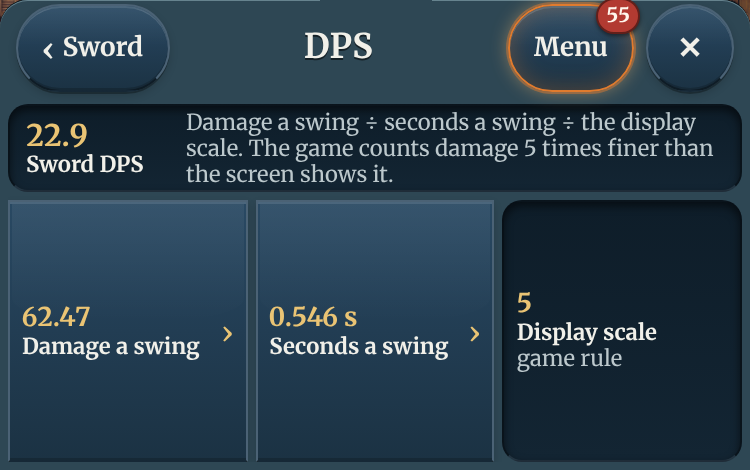 ‹ Sword
DPS
Menu
55
×
22.9
Sword DPS
Damage a swing ÷ seconds a swing ÷ the display
scale. The game counts damage 5 times finer than
the screen shows it.
62.47
Damage a swing
›
0.546 s
Seconds a swing
›
5
Display scale
game rule